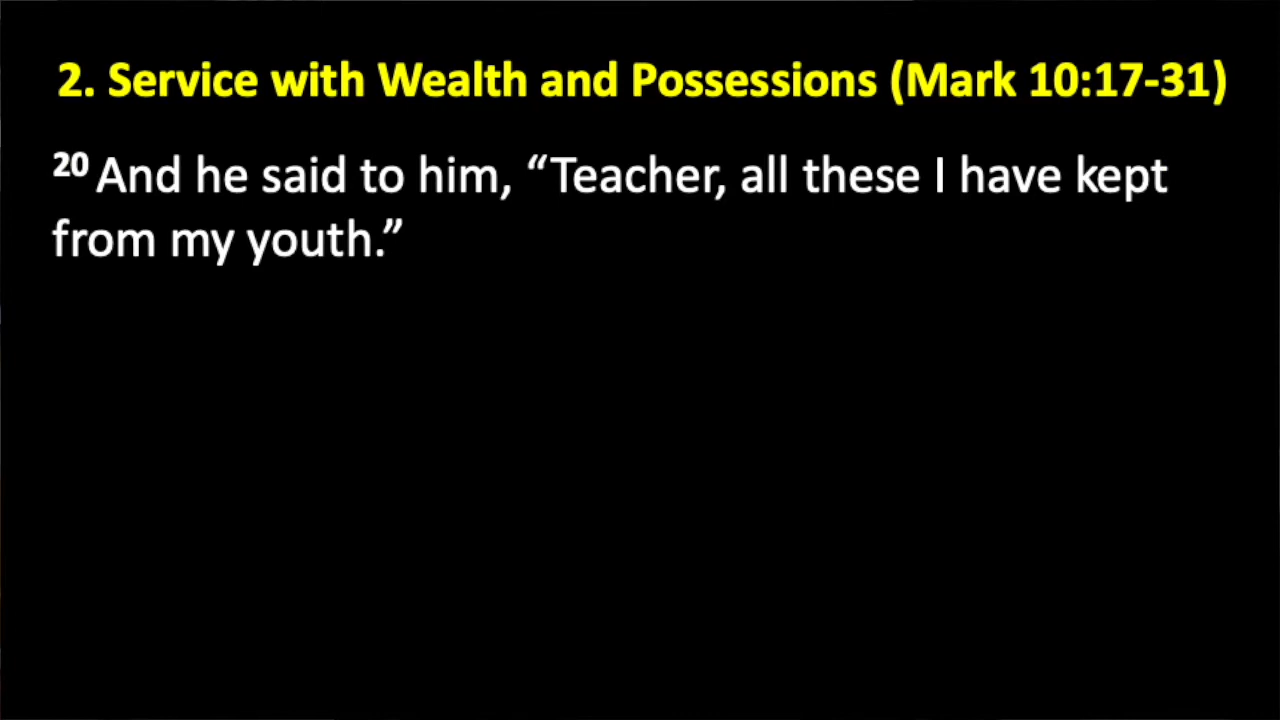 2. Service with Wealth and Possessions (Mark 10:17-31)
20 And he said to him, “Teacher, all these I have kept
from my youth.”